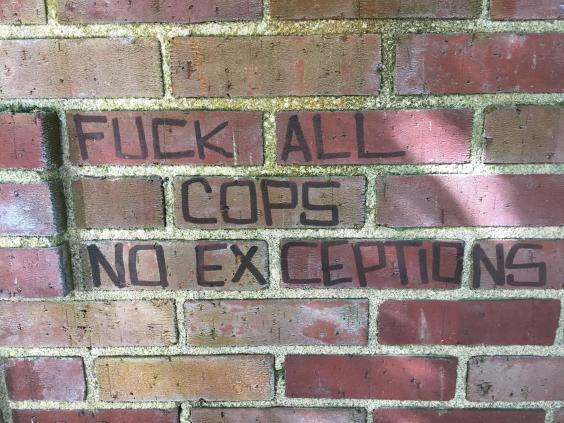 FUCK ALL
COPS
NO EXCEPTIONS